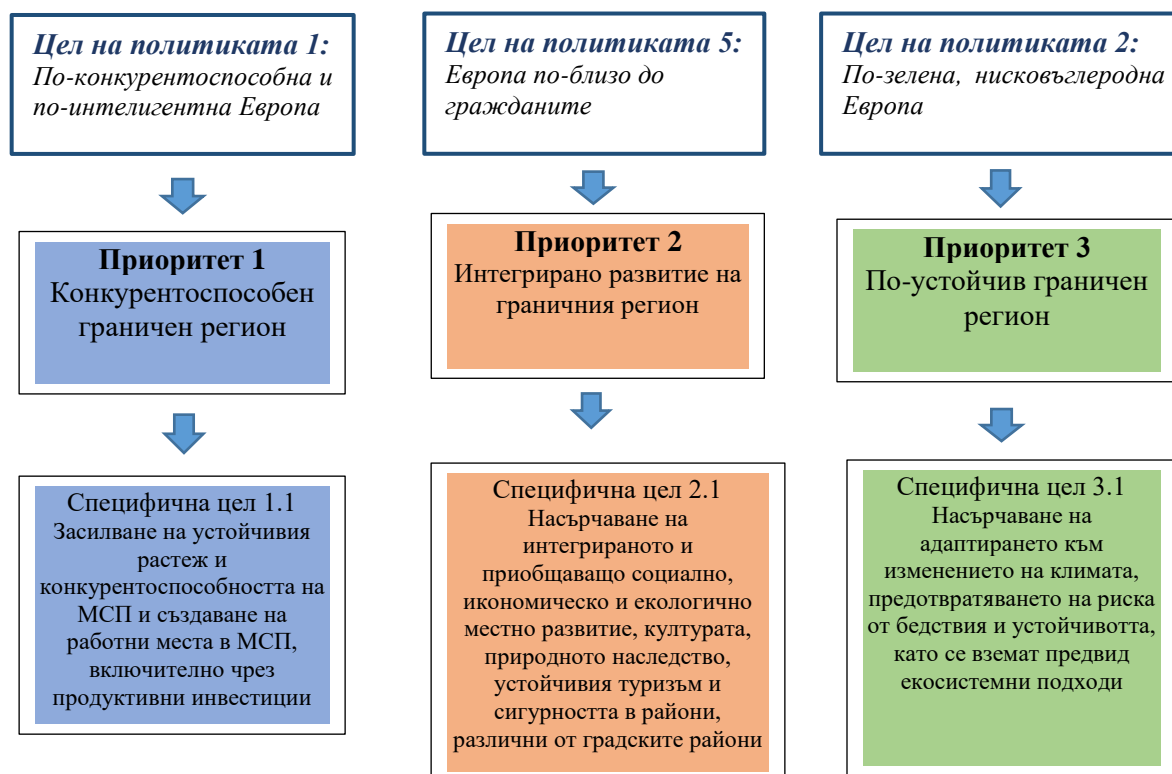 Цел на политиката 1:
По-конкурентоспособна и
по-интелигентна Европа
Цел на политиката 5:
Европа по-близо до
гражданите
Цел на политиката 2:
По-зелена, нисковъглеродна
Европа
Приоритет 1
Конкурентоспособен
граничен регион
Приоритет 2
Интегрирано развитие на
граничния регион
Приоритет 3
По-устойчив граничен
регион
Специфична цел 1.1
Засилване на устойчивия
растеж и
конкурентоспособността на
МСП и създаване на
работни места в МСП,
включително чрез
продуктивни инвестиции
Специфична цел 2.1
Насърчаване на
интегрираното и
приобщаващо социално,
икономическо и екологично
местно развитие, културата,
природното наследство,
устойчивия туризъм и
сигурността в райони,
различни от градските райони
Специфична цел 3.1
Насърчаване на
адаптирането към
изменението на климата,
предотвратяването на риска
от бедствия и устойчивотта,
като се вземат предвид
екосистемни подходи